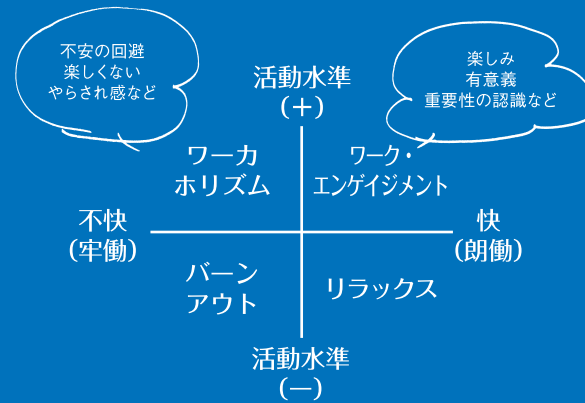 不安の回避
楽しくない
やらされ感など
楽しみ
有意義
重要性の認識など
活動水準
(＋)
ワーカ
ホリズム
ワーク・
エンゲイジメント
不快
(牢働)
快
(朗働)
バーン
アウト
リラックス
活動水準
(―)